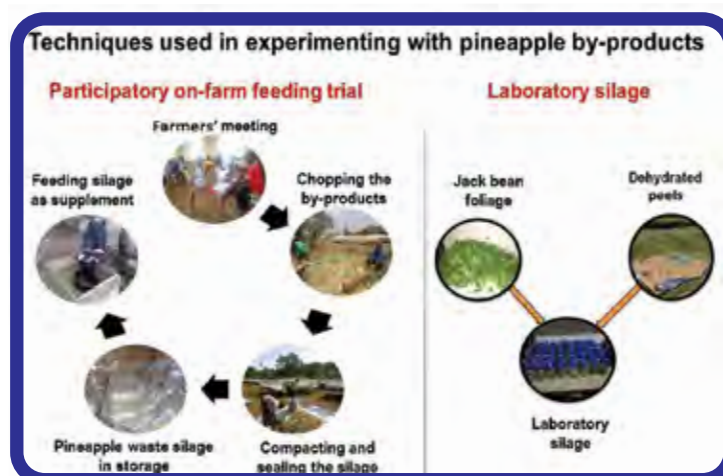 Techniques used in experimenting with pineapple by-products
Participatory on-farm feeding trial
Farmers' meeting
Chopping the
by-products
Compacting and
sealing the silage
Pineapple waste silage
in storage
Feeding silage
as supplement
Laboratory silage
Jack bean
foliage
Dehydrated
peels
Laboratory
silage